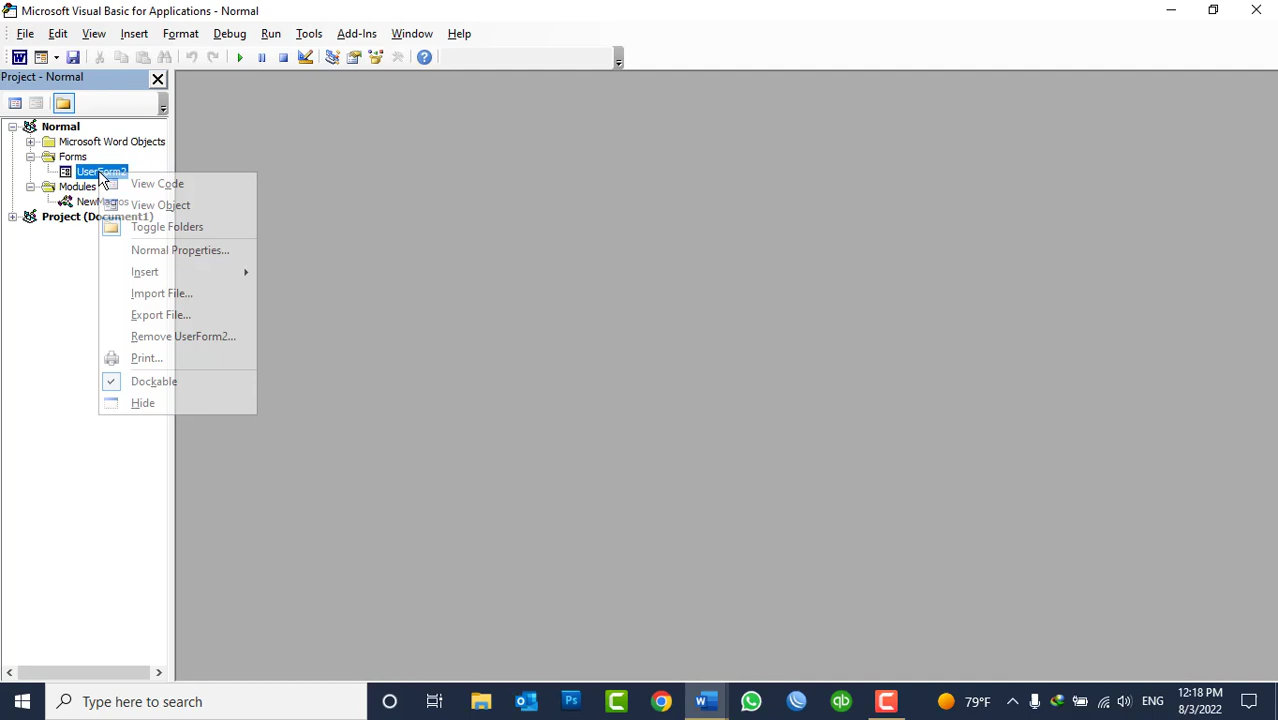 Microsoft Visual Basic for Applications - Normal
File Edit View Insert Format Debug Run Tools Add-Ins Window Help
Project - Normal
Normal
Microsoft Word Objects
Forms
UserForm2
Modules
NewMacros
Project (Document1)
View Code
View Object
Toggle Folders
Normal Properties...
Insert
Import File...
Export File...
Remove UserForm2...
Print...
Dockable
Hide
Type here to search
Ps
79°F
ENG
12:18 PM
8/3/2022